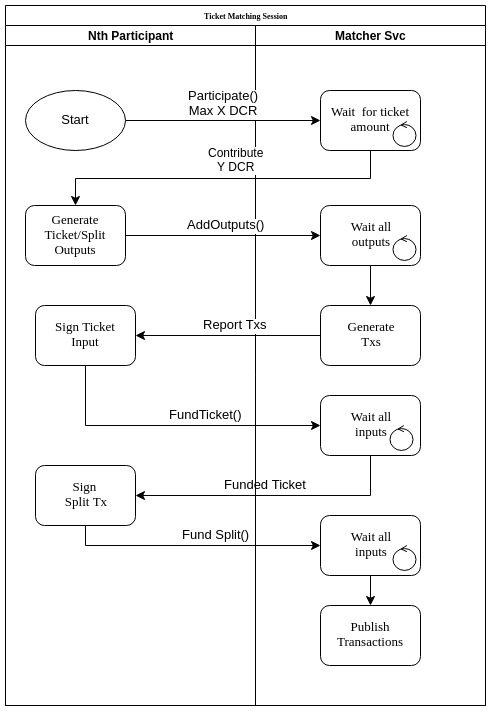 Ticket Matching Session
Nth Participant
Matcher Svc
Start
Participate()
Max X DCR
Wait for ticket
amount
Contribute
Y DCR
Generate
Ticket/Split
Outputs
AddOutputs()
Wait all
outputs
Sign Ticket
Input
Report Txs
Generate
Txs
FundTicket()
Wait all
inputs
Funded Ticket
Sign
Split Tx
Fund Split()
Wait all
inputs
Publish
Transactions